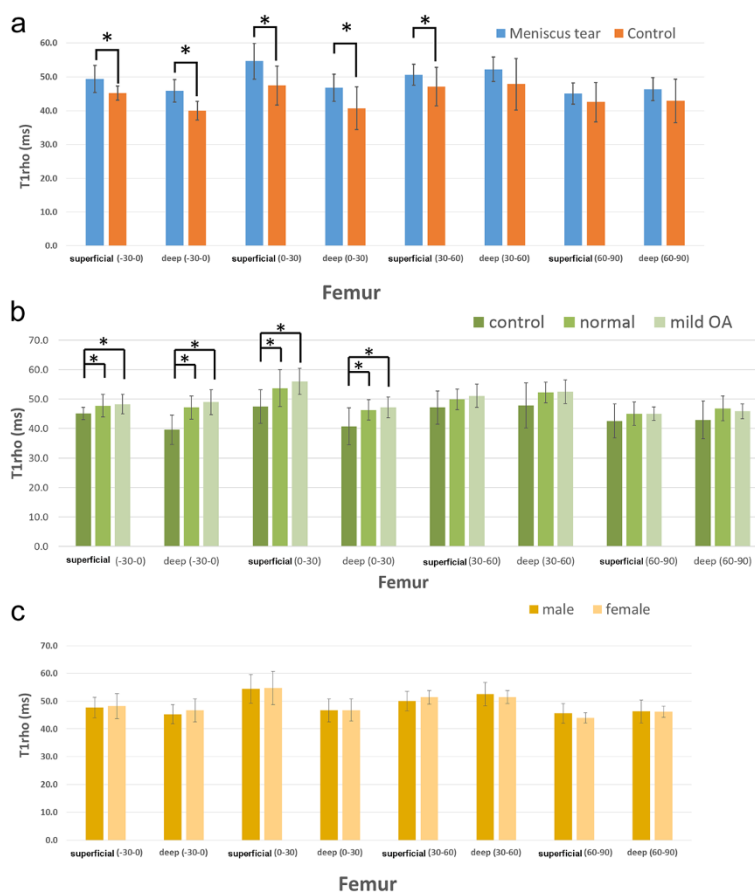 a
Meniscus tear Control
* * * * *
60.0
50.0
40.0
30.0
20.0
10.0
0.0
T1rho (ms)
superficial (-30-0) deep (-30-0) superficial (0-30) deep (0-30) superficial (30-60) deep (30-60) superficial (60-90) deep (60-90)
Femur
b
control normal mild OA
* * * *
* * * *
70.0
60.0
50.0
40.0
30.0
20.0
10.0
0.0
T1rho (ms)
superficial (-30-0) deep (-30-0) superficial (0-30) deep (0-30) superficial (30-60) deep (30-60) superficial (60-90) deep (60-90)
Femur
c
male female
70.0
60.0
50.0
40.0
30.0
20.0
10.0
0.0
T1rho (ms)
superficial (-30-0) deep (-30-0) superficial (0-30) deep (0-30) superficial (30-60) deep (30-60) superficial (60-90) deep (60-90)
Femur